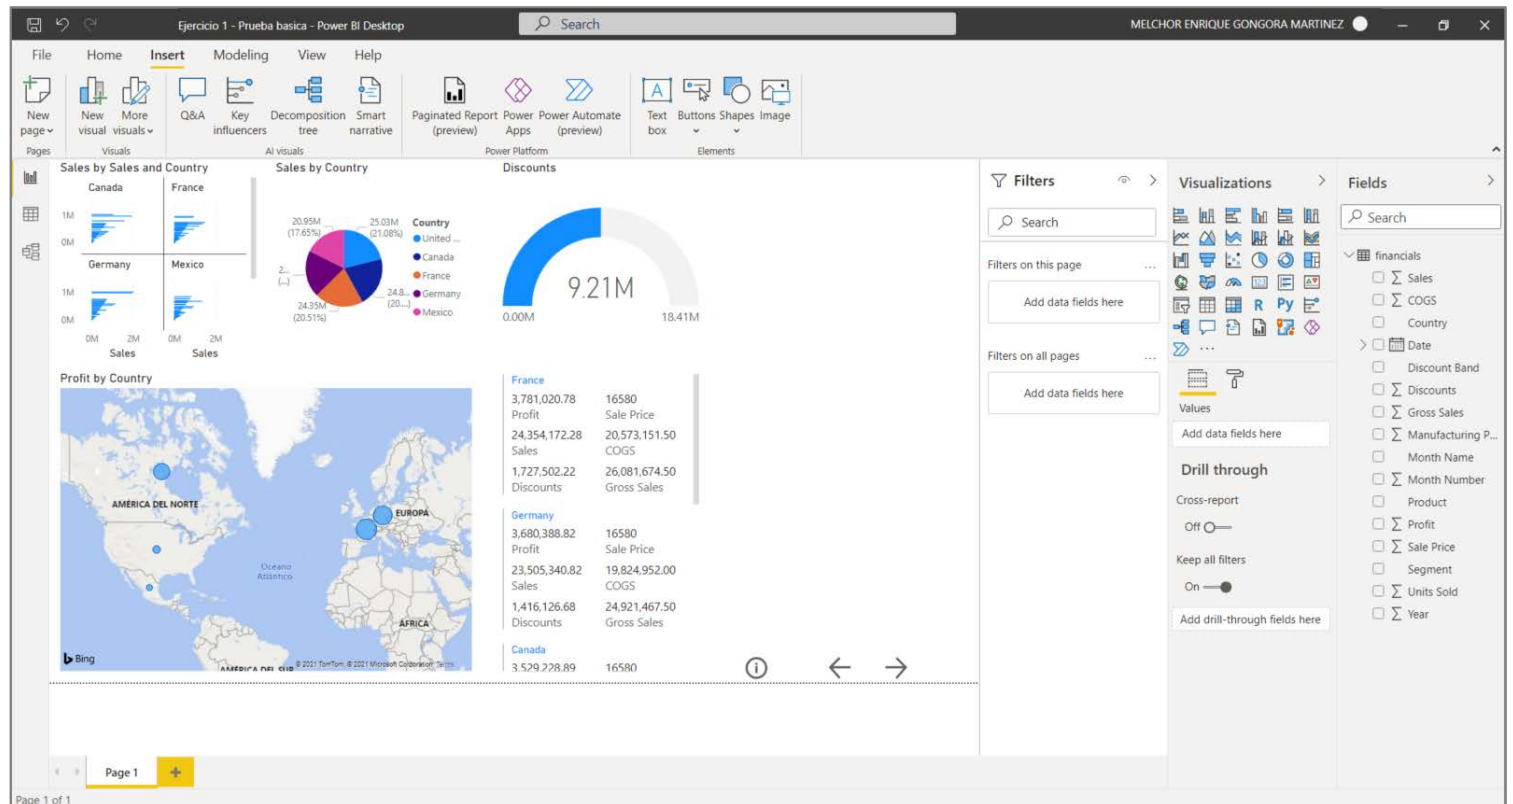 Ejercicio 1 - Prueba basica - Power BI Desktop
Search
MELCHOR ENRIQUE GONGORA MARTINEZ
File Home Insert Modeling View Help
New page
New visual
More visuals
Q&A
Key influencers
Decomposition tree
Smart narrative
Paginated Report (preview)
Power Apps
Power Automate (preview)
Text box
Buttons
Shapes
Image
Pages
Visuals
AI visuals
Power Platform
Elements
Sales by Sales and Country
Canada
France
1M
0M
Germany
Mexico
1M
0M
0M 2M
0M 2M
Sales
Sales
Sales by Country
20.95M
(17.65%)
25.03M
(21.08%)
2...
(...)
24.8...
(20....)
24.35M
(20.51%)
Country
United ...
Canada
France
Germany
Mexico
Discounts
9.21M
0.00M
18.41M
Profit by Country
AMÉRICA DEL NORTE
EUROPA
Océano
Atlántico
ÁFRICA
AMÉRICA DEL SUR
Bing
© 2021 TomTom, © 2021 Microsoft Corporation Terms
France
3,781,020.78 16580
Profit Sale Price
24,354,172.28 20,573,151.50
Sales COGS
1,727,502.22 26,081,674.50
Discounts Gross Sales
Germany
3,680,388.82 16580
Profit Sale Price
23,505,340.82 19,824,952.00
Sales COGS
1,416,126.68 24,921,467.50
Discounts Gross Sales
Canada
3,529,228.89 16580
Filters
Search
Filters on this page ...
Add data fields here
Filters on all pages ...
Add data fields here
Visualizations
R Py
...
Values
Add data fields here
Drill through
Cross-report
Off
Keep all filters
On
Add drill-through fields here
Fields
Search
financials
Sales
COGS
Country
Date
Discount Band
Discounts
Gross Sales
Manufacturing P...
Month Name
Month Number
Product
Profit
Sale Price
Segment
Units Sold
Year
Page 1
Page 1 of 1